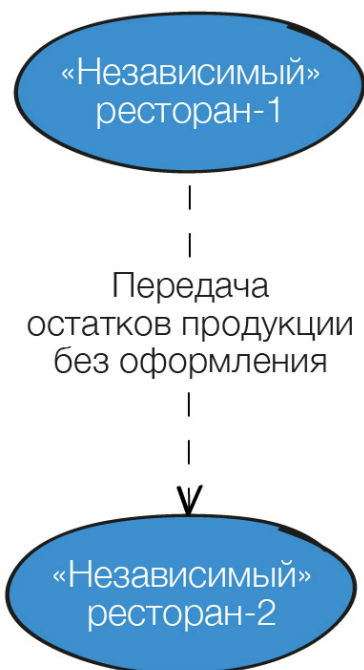 «Независимый»
ресторан-1
Передача
остатков продукции
без оформления
«Независимый»
ресторан-2